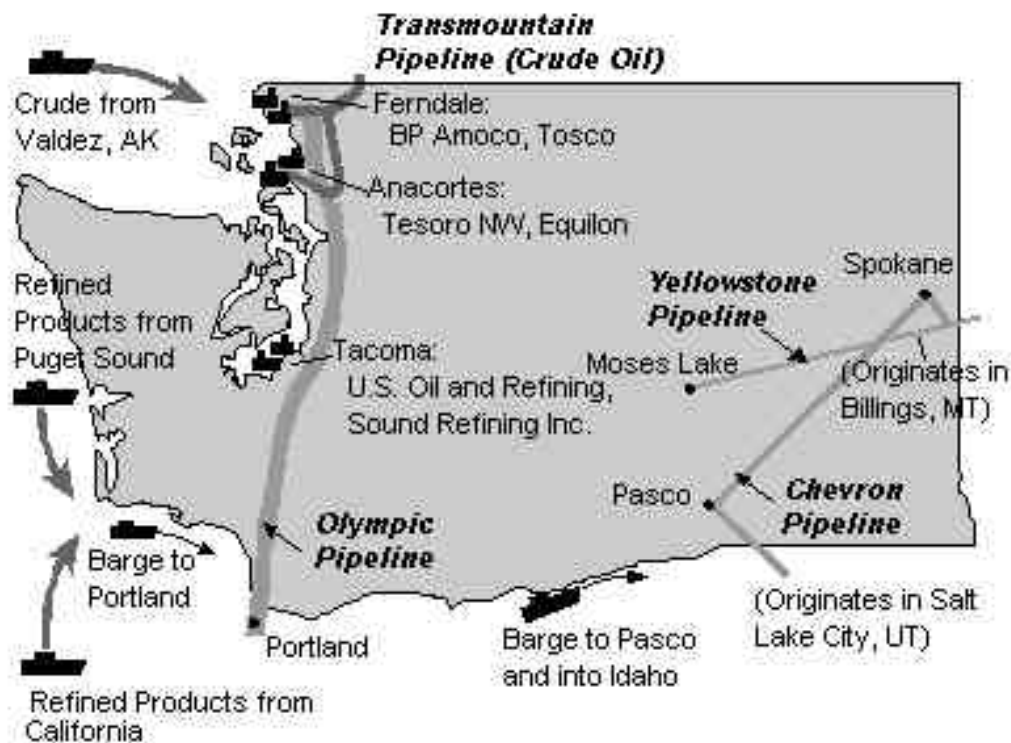 Transmountain
Pipeline (Crude Oil)
Crude from
Valdez, AK
Ferndale:
BP Amoco, Tosco
Anacortes:
Tesoro NW, Equilon
Refined
Products from
Puget Sound
Spokane
Yellowstone
Pipeline
Moses Lake
(Originates in
Billings, MT)
Tacoma:
U.S. Oil and Refining,
Sound Refining Inc.
Pasco
Chevron
Pipeline
Olympic
Pipeline
Barge to
Portland
Portland
Barge to Pasco
and into Idaho
(Originates in Salt
Lake City, UT)
Refined Products from
California